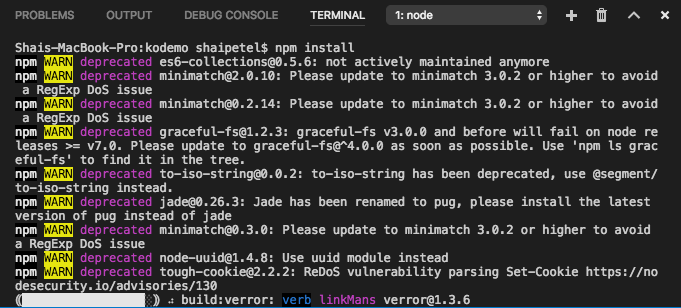 PROBLEMS OUTPUT DEBUG CONSOLE TERMINAL 1: node
Shais-MacBook-Pro:kodemo shaipetel$ npm install
npm WARN deprecated es6-collections@0.5.6: not actively maintained anymore
npm WARN deprecated minimatch@2.0.10: Please update to minimatch 3.0.2 or higher to avoid
a RegExp DoS issue
npm WARN deprecated minimatch@0.2.14: Please update to minimatch 3.0.2 or higher to avoid
a RegExp DoS issue
npm WARN deprecated graceful-fs@1.2.3: graceful-fs v3.0.0 and before will fail on node re
leases >= v7.0. Please update to graceful-fs@^4.0.0 as soon as possible. Use 'npm ls grac
eful-fs' to find it in the tree.
npm WARN deprecated to-iso-string@0.0.2: to-iso-string has been deprecated, use @segment/
to-iso-string instead.
npm WARN deprecated jade@0.26.3: Jade has been renamed to pug, please install the latest
version of pug instead of jade
npm WARN deprecated minimatch@0.3.0: Please update to minimatch 3.0.2 or higher to avoid
a RegExp DoS issue
npm WARN deprecated node-uuid@1.4.8: Use uuid module instead
npm WARN deprecated tough-cookie@2.2.2: ReDoS vulnerability parsing Set-Cookie https://no
desecurity.io/advisories/130
build:verror: verb linkMans verror@1.3.6